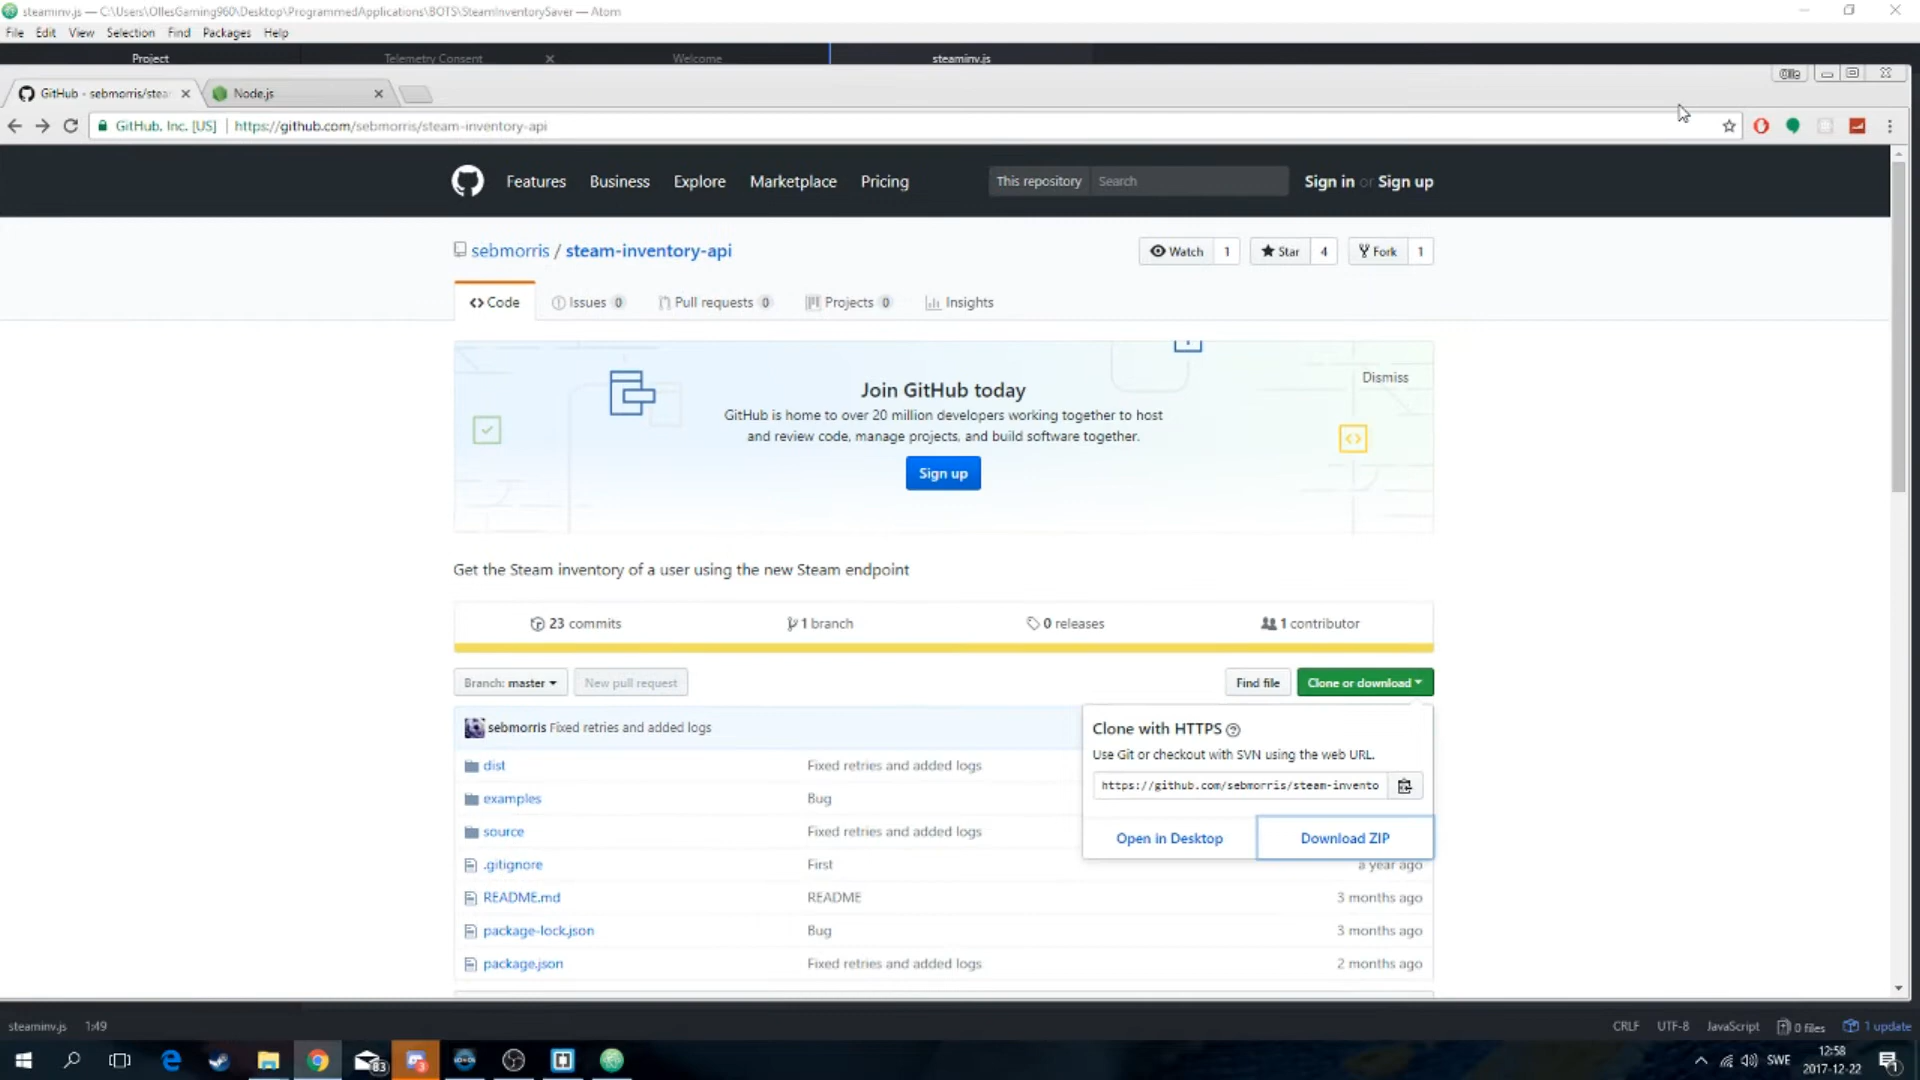 steaminv.js — C:\Users\OllesGaming960\Desktop\ProgrammedApplications\BOTS\SteamInventorySaver — Atom
File Edit View Selection Find Packages Help
Project Telemetry Consent Welcome steaminv.js
Olle
GitHub - sebmorris/stea Node.js
GitHub, Inc. [US] https://github.com/sebmorris/steam-inventory-api
Features Business Explore Marketplace Pricing This repository Search Sign in or Sign up
sebmorris / steam-inventory-api Watch 1 Star 4 Fork 1
Code Issues 0 Pull requests 0 Projects 0 Insights
Dismiss
Join GitHub today
GitHub is home to over 20 million developers working together to host
and review code, manage projects, and build software together.
Sign up
Get the Steam inventory of a user using the new Steam endpoint
23 commits 1 branch 0 releases 1 contributor
Branch: master New pull request Find file Clone or download
sebmorris Fixed retries and added logs
Clone with HTTPS
Use Git or checkout with SVN using the web URL.
https://github.com/sebmorris/steam-invento
Open in Desktop Download ZIP
dist Fixed retries and added logs
examples Bug
source Fixed retries and added logs
.gitignore First a year ago
README.md README 3 months ago
package-lock.json Bug 3 months ago
package.json Fixed retries and added logs 2 months ago
steaminv.js 1:49 CRLF UTF-8 JavaScript 0 files 1 update
83 3 SWE 12:58 1
2017-12-22